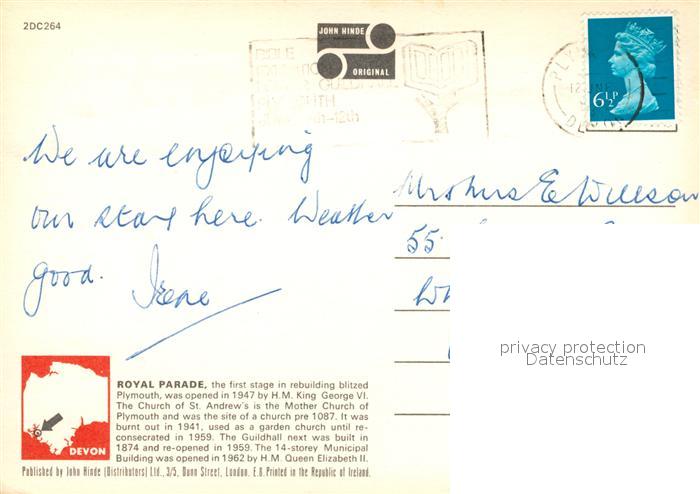 2DC264
JOHN HINDE
ORIGINAL
BIBLE
GUILDHALL
PLYMOUTH
-12th
6½P
We are enjoying
our stay here. Weather
good. Irene
Mr & Mrs E Willson
55
privacy protection
Datenschutz
DEVON
ROYAL PARADE, the first stage in rebuilding blitzed
Plymouth, was opened in 1947 by H.M. King George VI.
The Church of St. Andrew's is the Mother Church of
Plymouth and was the site of a church pre 1087. It was
burnt out in 1941, used as a garden church until re-
consecrated in 1959. The Guildhall next was built in
1874 and re-opened in 1959. The 14-storey Municipal
Building was opened in 1962 by H.M. Queen Elizabeth II.
Published by John Hinde (Distributors) Ltd., 3/5, Dunn Street, London. E.8. Printed in the Republic of Ireland.